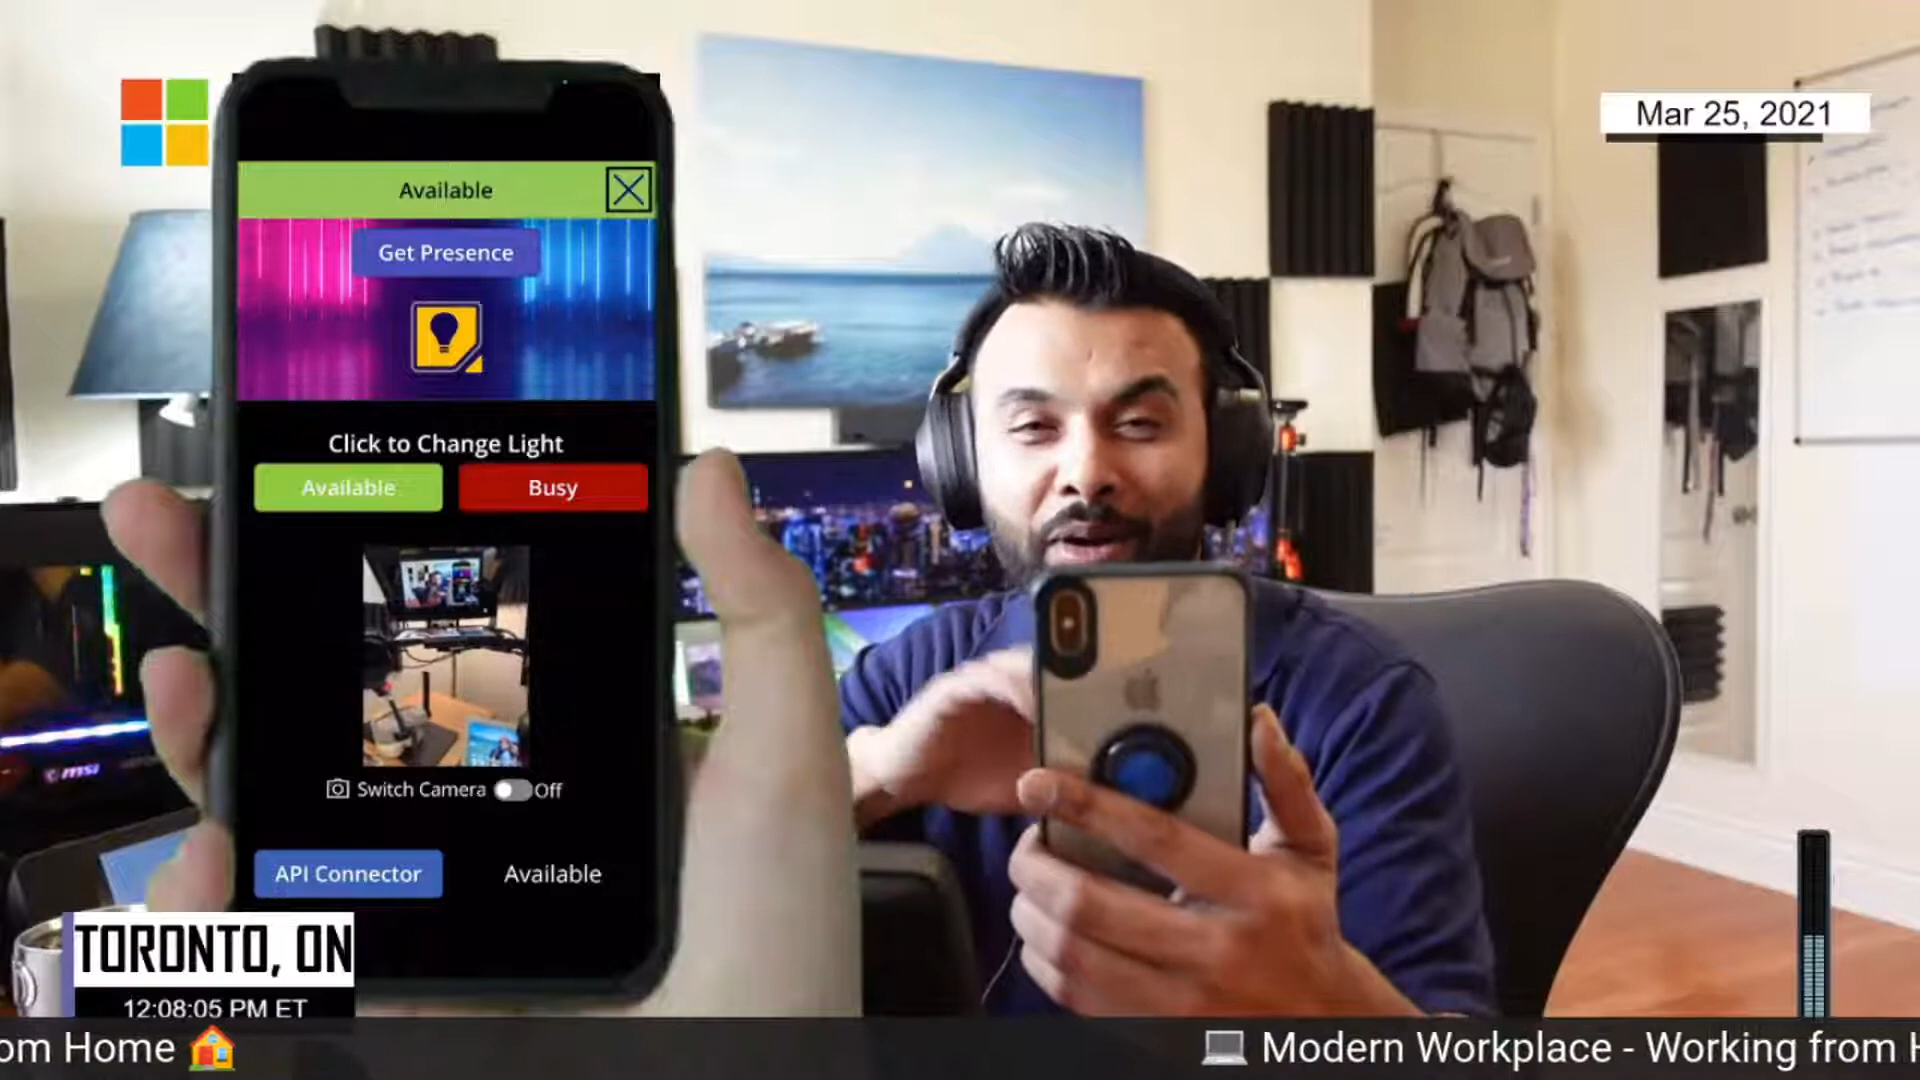 Mar 25, 2021
Available
Get Presence
Click to Change Light
Available
Busy
Switch Camera
Off
API Connector
Available
msi
TORONTO, ON
12:08:05 PM ET
om Home 🏠
💻 Modern Workplace - Working from H